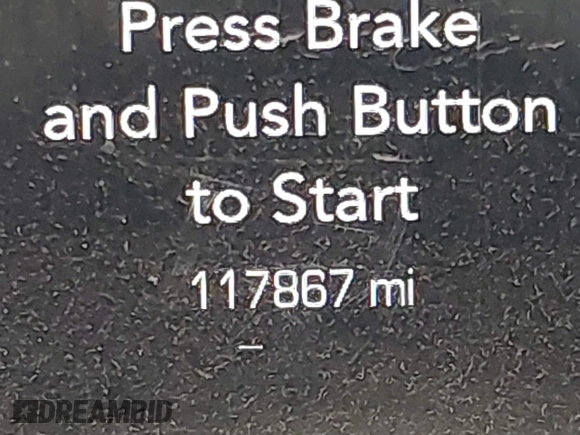 Press Brake
and Push Button
to Start
117867 mi
DREAMBID